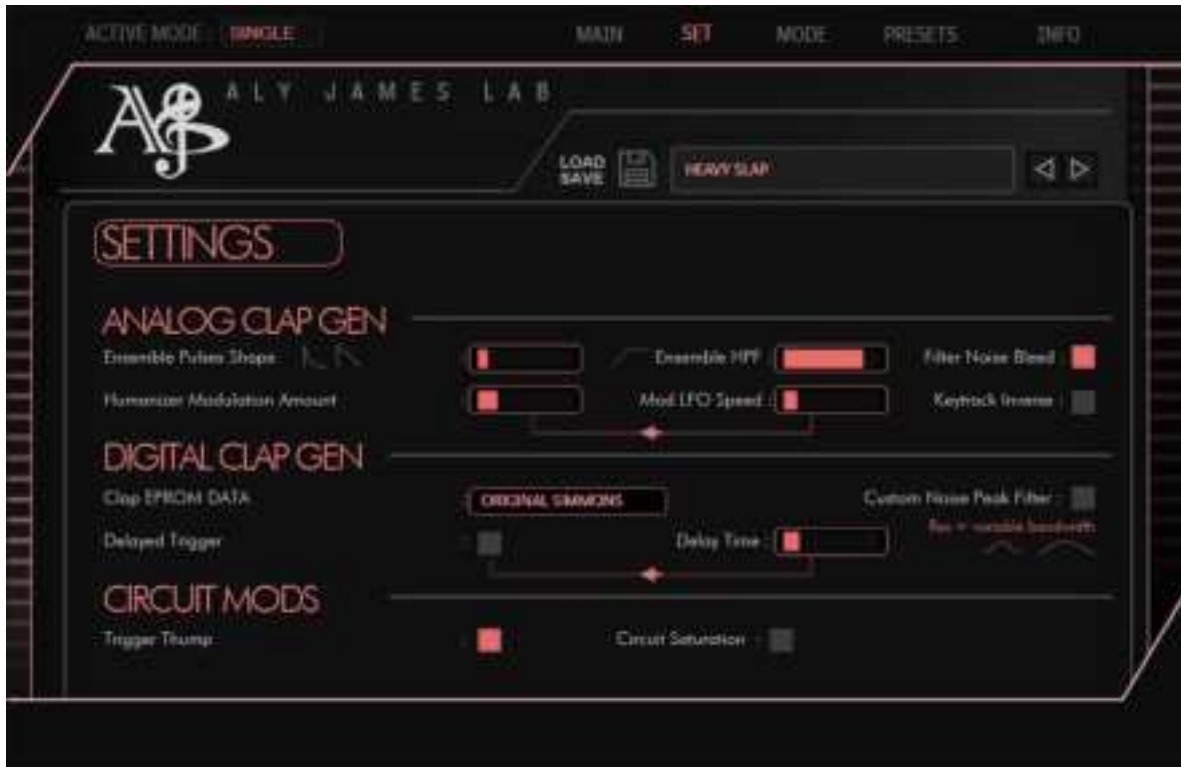 ACTIVE MODE : SINGLE MAIN SET MODE PRESETS INFO
ALY JAMES LAB
LOAD
SAVE
HEAVY SLAP
SETTINGS
ANALOG CLAP GEN
Ensemble Pulses Shape : Ensemble HPF : Filter Noise Bleed :
Humanizer Modulation Amount : Mod LFO Speed : Keytrack Inverse :
DIGITAL CLAP GEN
Clap EPROM DATA : ORIGINAL SIMMONS Custom Noise Peak Filter :
Res = variable bandwith
Delayed Trigger : Delay Time :
CIRCUIT MODS
Trigger Thump : Circuit Saturation :